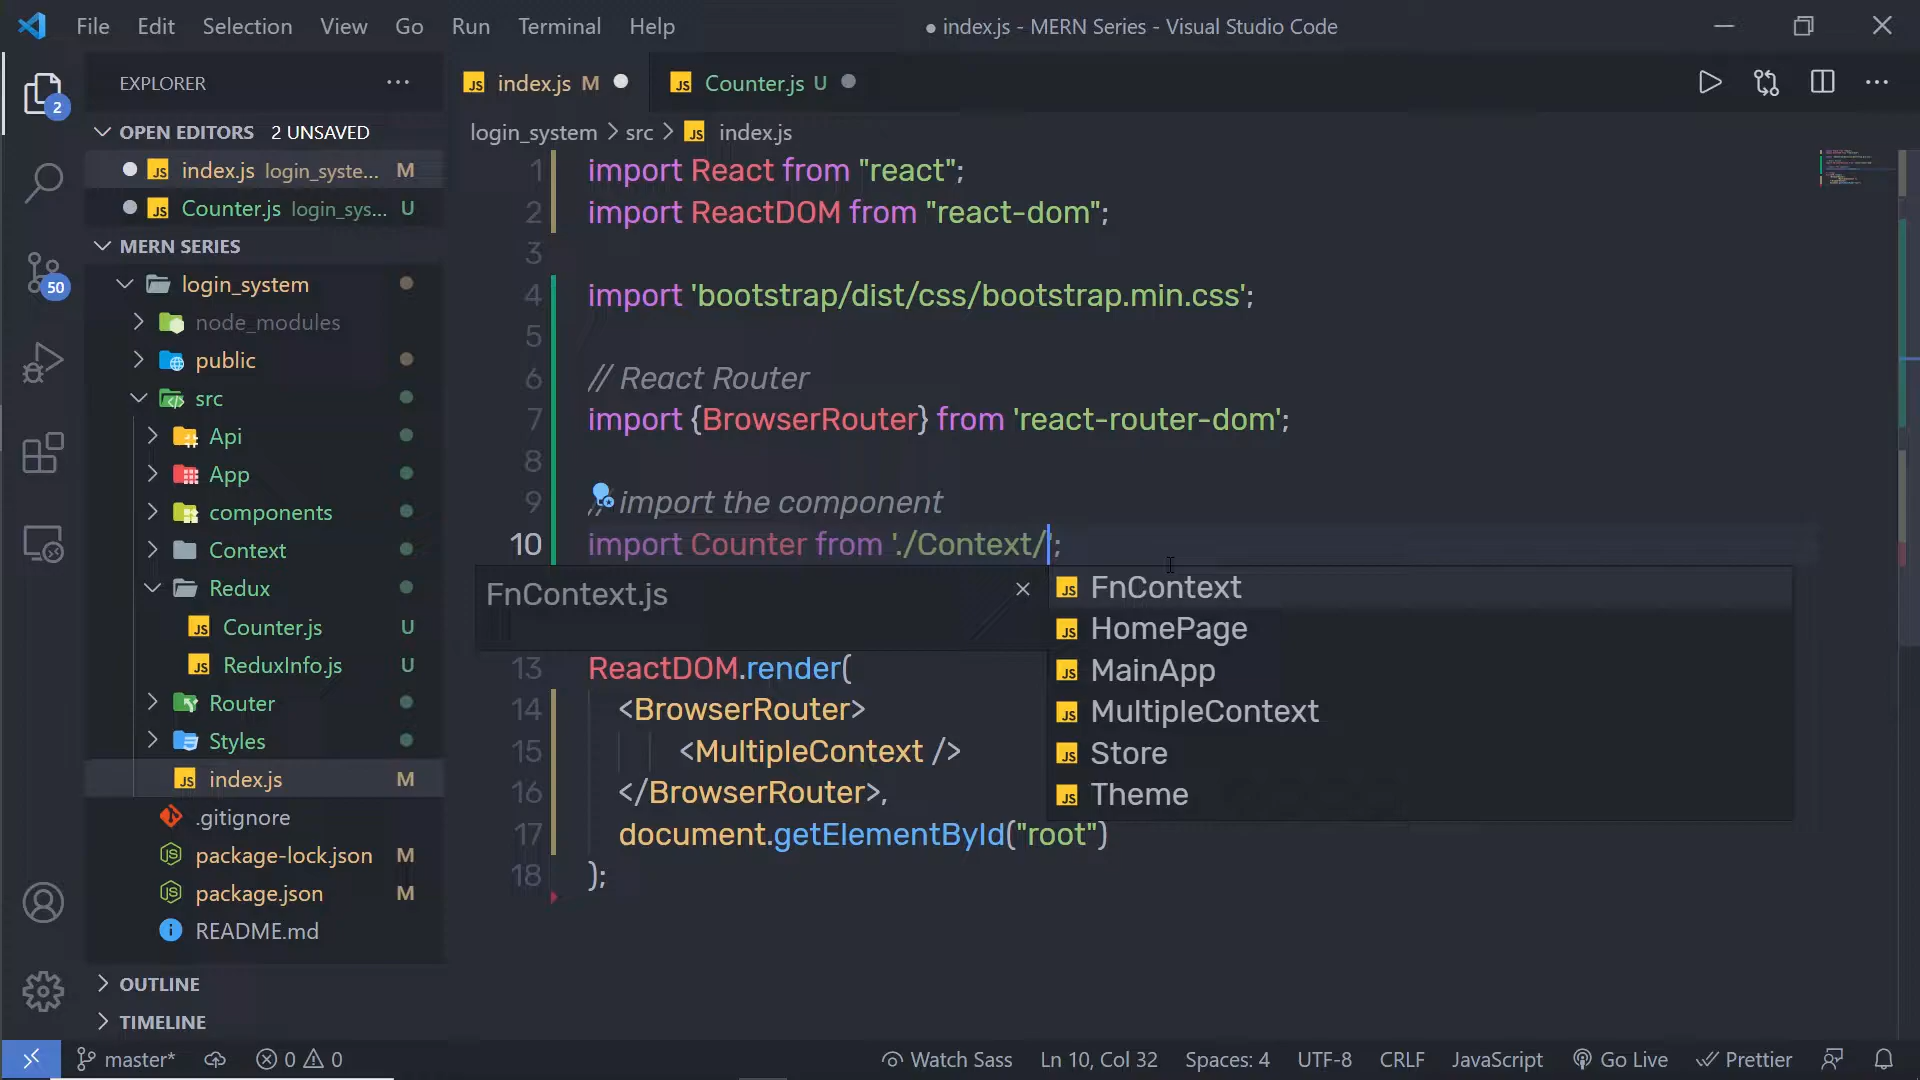 File Edit Selection View Go Run Terminal Help
● index.js - MERN Series - Visual Studio Code
EXPLORER
index.js M
Counter.js U
OPEN EDITORS 2 UNSAVED
index.js login_syste... M
Counter.js login_sys... U
MERN SERIES
login_system
node_modules
public
src
Api
App
components
Context
Redux
Counter.js U
ReduxInfo.js U
Router
Styles
index.js M
.gitignore
package-lock.json M
package.json M
README.md
OUTLINE
TIMELINE
2
50
login_system > src > index.js
1 import React from "react";
2 import ReactDOM from "react-dom";
3
4 import 'bootstrap/dist/css/bootstrap.min.css';
5
6 // React Router
7 import {BrowserRouter} from 'react-router-dom';
8
9 // import the component
10 import Counter from './Context/';
FnContext.js
FnContext
HomePage
MainApp
MultipleContext
Store
Theme
13 ReactDOM.render(
14 <BrowserRouter>
15 <MultipleContext />
16 </BrowserRouter>,
17 document.getElementById("root")
18 );
master* 0 0 Watch Sass Ln 10, Col 32 Spaces: 4 UTF-8 CRLF JavaScript Go Live Prettier